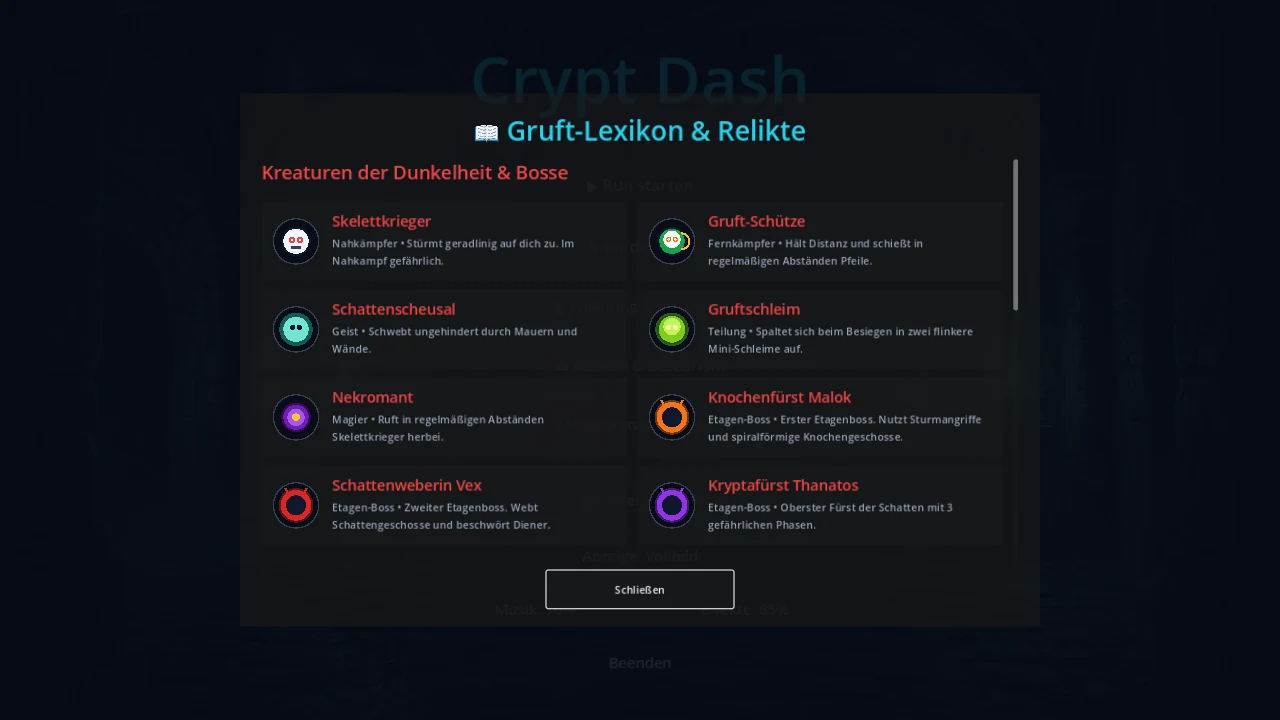 Crypt Dash
📖 Gruft-Lexikon & Relikte
Kreaturen der Dunkelheit & Bosse
▶ Run starten
Skelettkrieger
Nahkämpfer • Stürmt geradlinig auf dich zu. Im
Nahkampf gefährlich.
Gruft-Schütze
Fernkämpfer • Hält Distanz und schießt in
regelmäßigen Abständen Pfeile.
Schattenscheusal
Geist • Schwebt ungehindert durch Mauern und
Wände.
Gruftschleim
Teilung • Spaltet sich beim Besiegen in zwei flinkere
Mini-Schleime auf.
Nekromant
Magier • Ruft in regelmäßigen Abständen
Skelettkrieger herbei.
Knochenfürst Malok
Etagen-Boss • Erster Etagenboss. Nutzt Sturmangriffe
und spiralförmige Knochengeschosse.
Schattenweberin Vex
Etagen-Boss • Zweiter Etagenboss. Webt
Schattengeschosse und beschwört Diener.
Kryptafürst Thanatos
Etagen-Boss • Oberster Fürst der Schatten mit 3
gefährlichen Phasen.
Anzeige: Vollbild
Schließen
Beenden